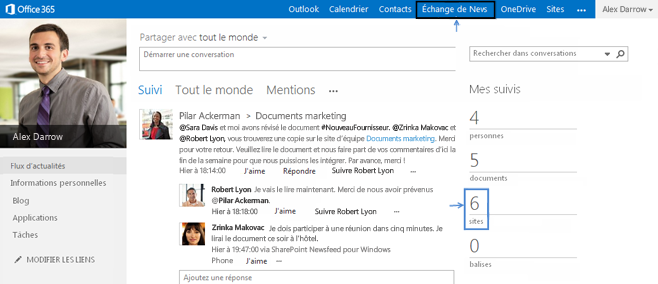 Office 365
Outlook Calendrier Contacts Échange de News OneDrive Sites ••• Alex Darrow
Partager avec tout le monde
Démarrer une conversation
Rechercher dans conversations
Alex Darrow
Suivi Tout le monde Mentions •••
Mes suivis
Pilar Ackerman > Documents marketing
@Sara Davis et moi avons révisé le document #NouveauFournisseur. @Zrinka Makovac et
@Robert Lyon, vous trouverez une copie sur le site d'équipe Documents marketing. Merci
pour votre retour. Veuillez lire le document et nous faire part de vos commentaires d'ici la
fin de la semaine pour que nous puissions les intégrer. Par avance, merci !
Hier à 18:14:00 J'aime Répondre Suivre Robert Lyon •••
Robert Lyon Je vais le lire maintenant. Merci de nous avoir prévenus
@Pilar Ackerman.
Hier à 18:18:00 J'aime Suivre Robert Lyon •••
Zrinka Makovac Je dois participer à une réunion dans cinq minutes. Je
lirai le document ce soir à l'hôtel.
Hier à 19:47:00 via SharePoint Newsfeed pour Windows
Phone J'aime •••
Ajoutez une réponse
Flux d'actualités
Informations personnelles
Blog
Applications
Tâches
MODIFIER LES LIENS
4
personnes
5
documents
6
sites
0
balises